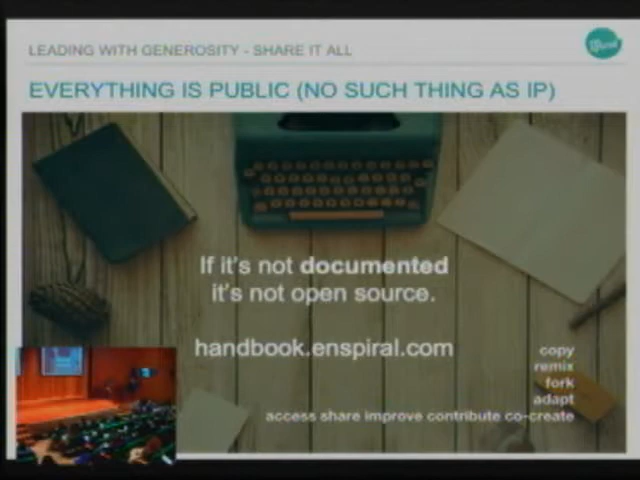 LEADING WITH GENEROSITY - SHARE IT ALL
EVERYTHING IS PUBLIC (NO SUCH THING AS IP)
If it's not documented
it's not open source.
handbook.enspiral.com
copy
remix
fork
adapt
access share improve contribute co-create